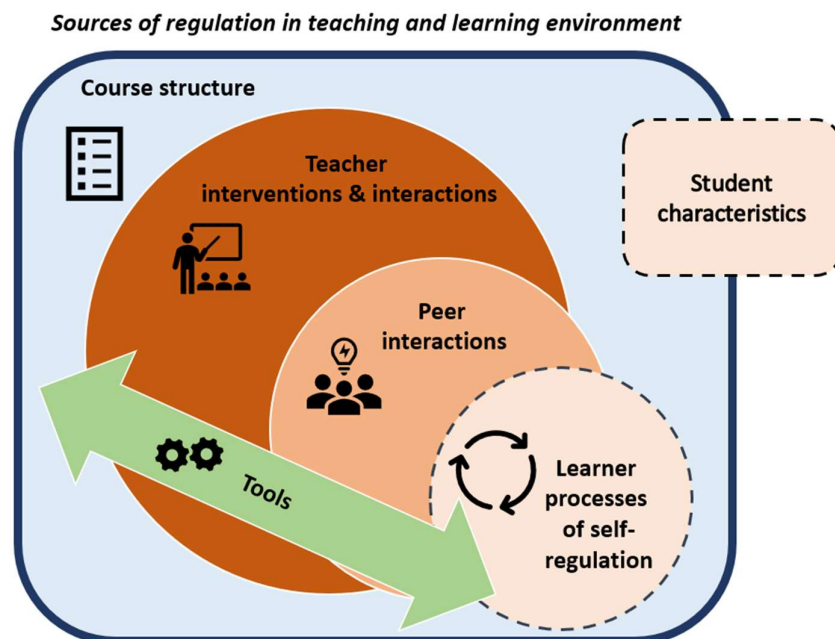 Sources of regulation in teaching and learning environment
Course structure
Teacher
interventions & interactions
Student
characteristics
Peer
interactions
Tools
Learner
processes
of self-
regulation